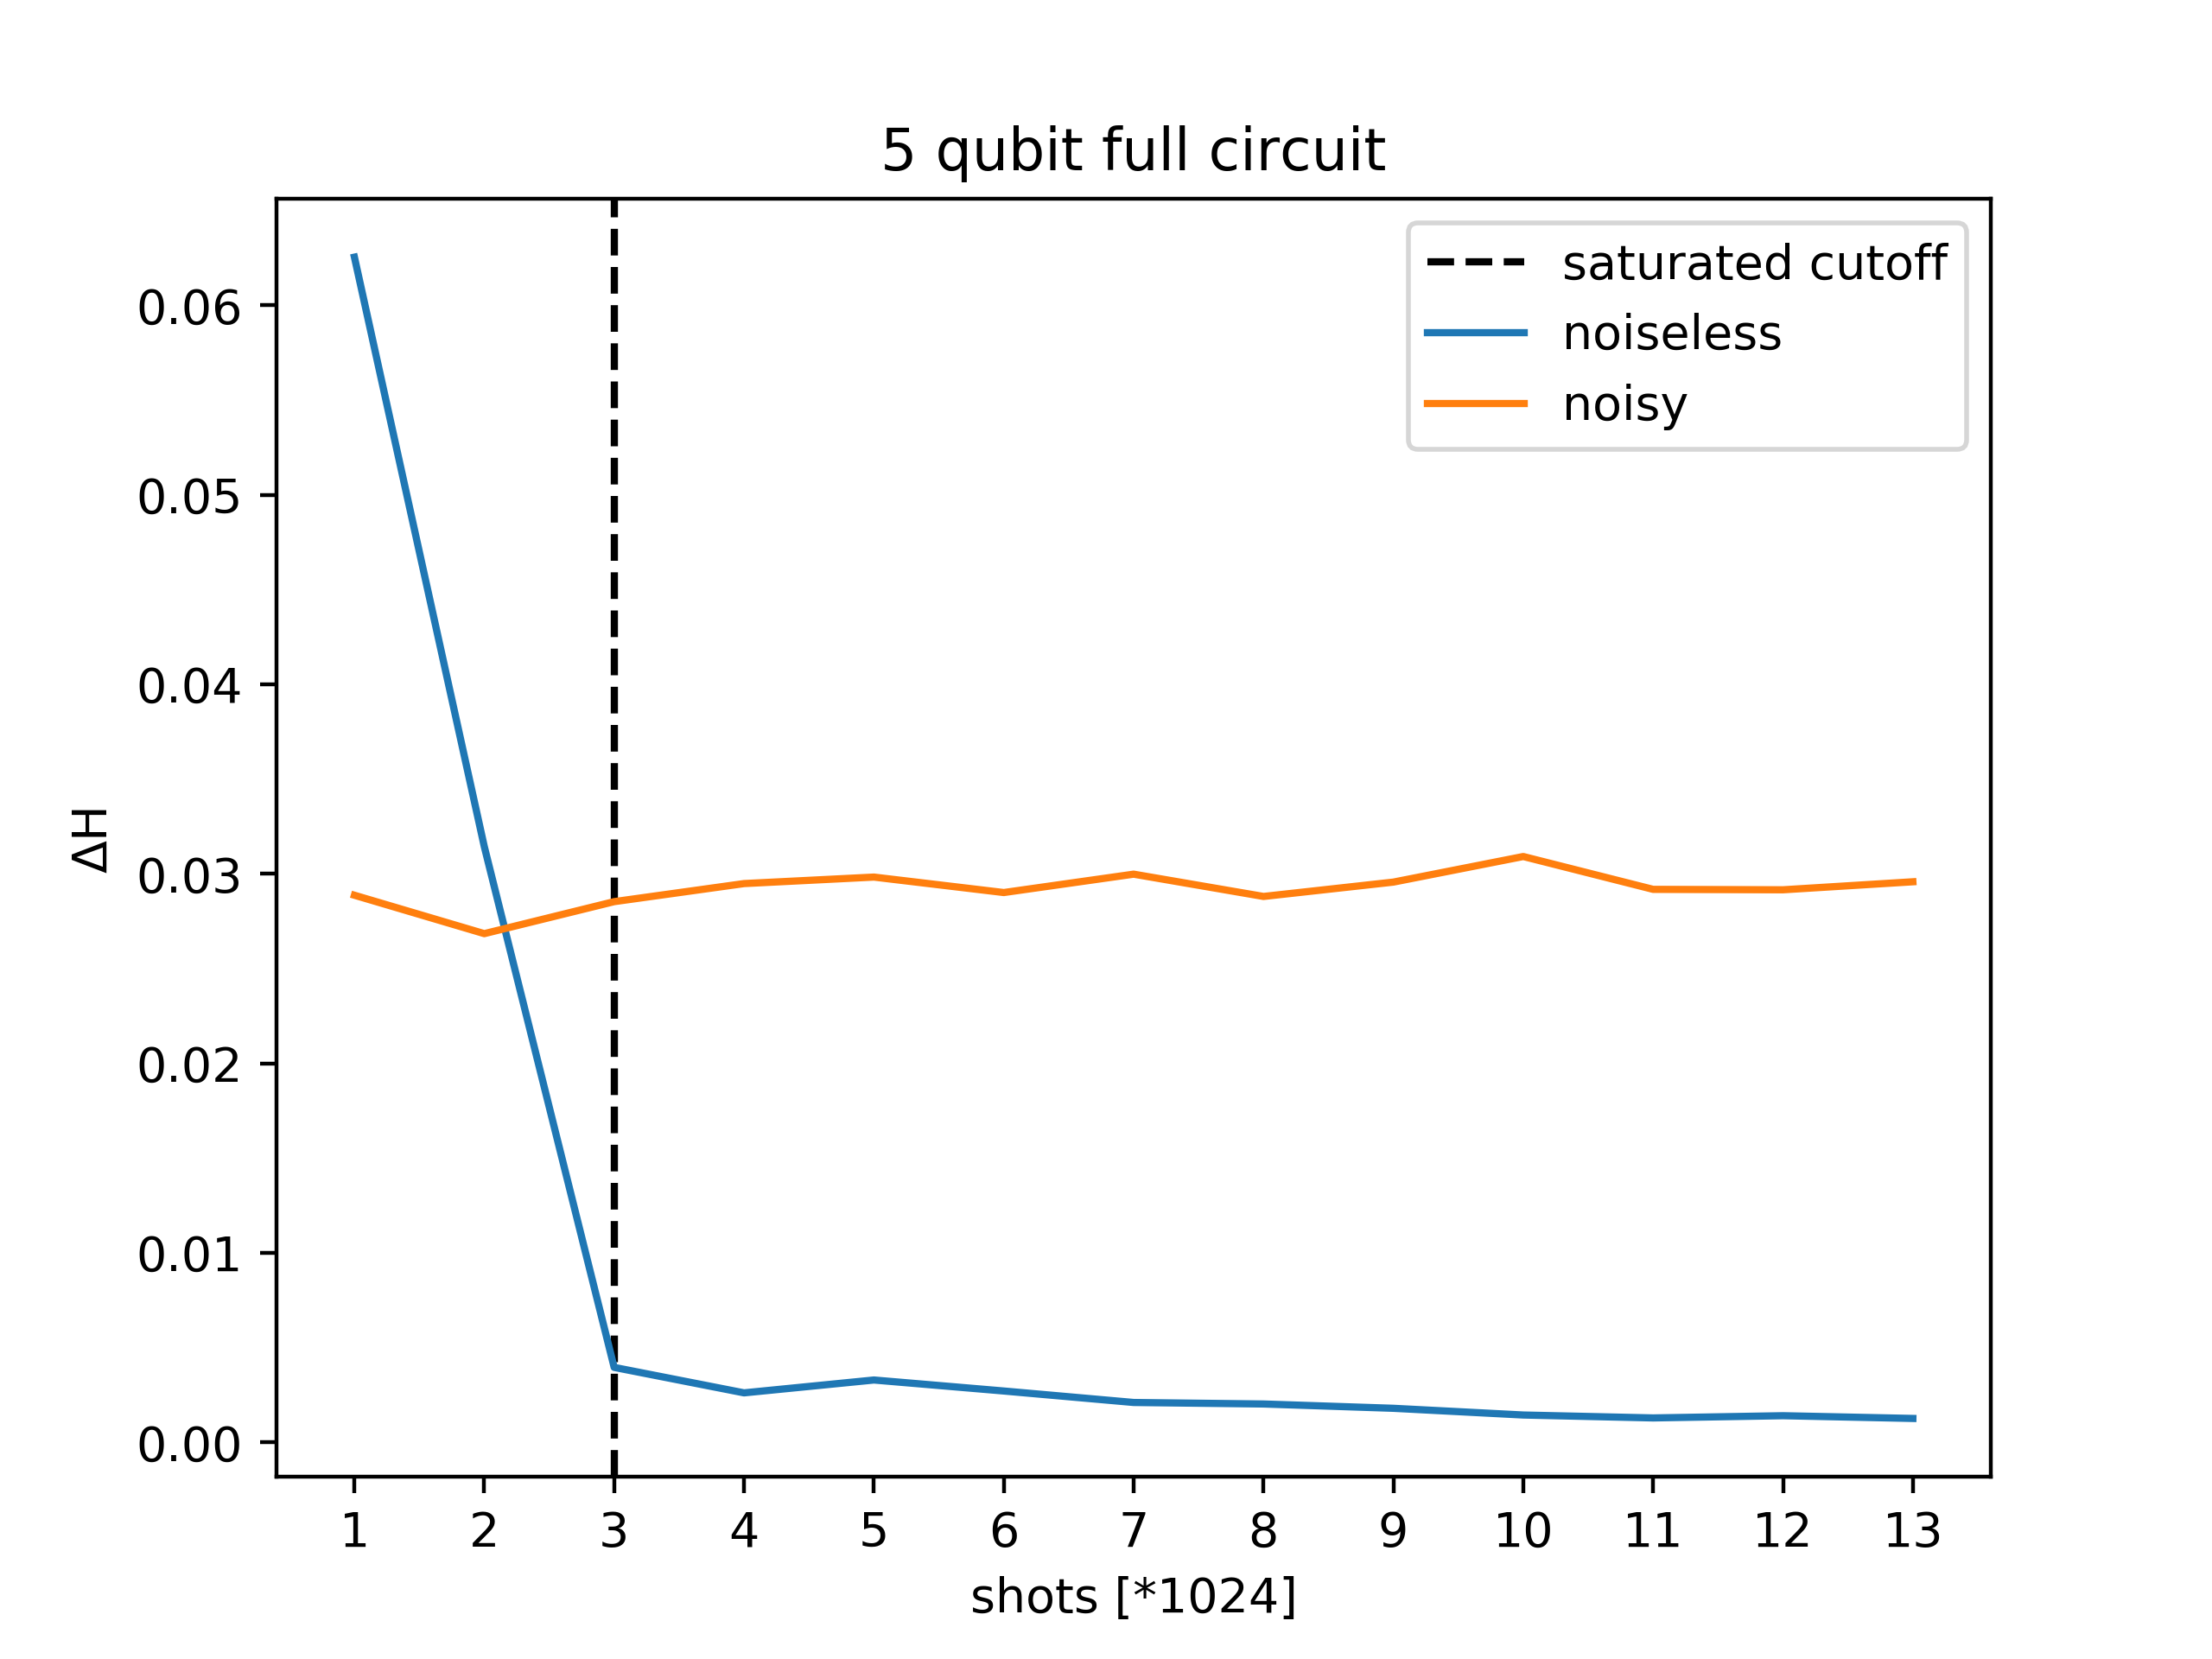 5 qubit full circuit
saturated cutoff
noiseless
noisy
0.06
0.05
0.04
0.03
0.02
0.01
0.00
ΔH
1 2 3 4 5 6 7 8 9 10 11 12 13
shots [*1024]